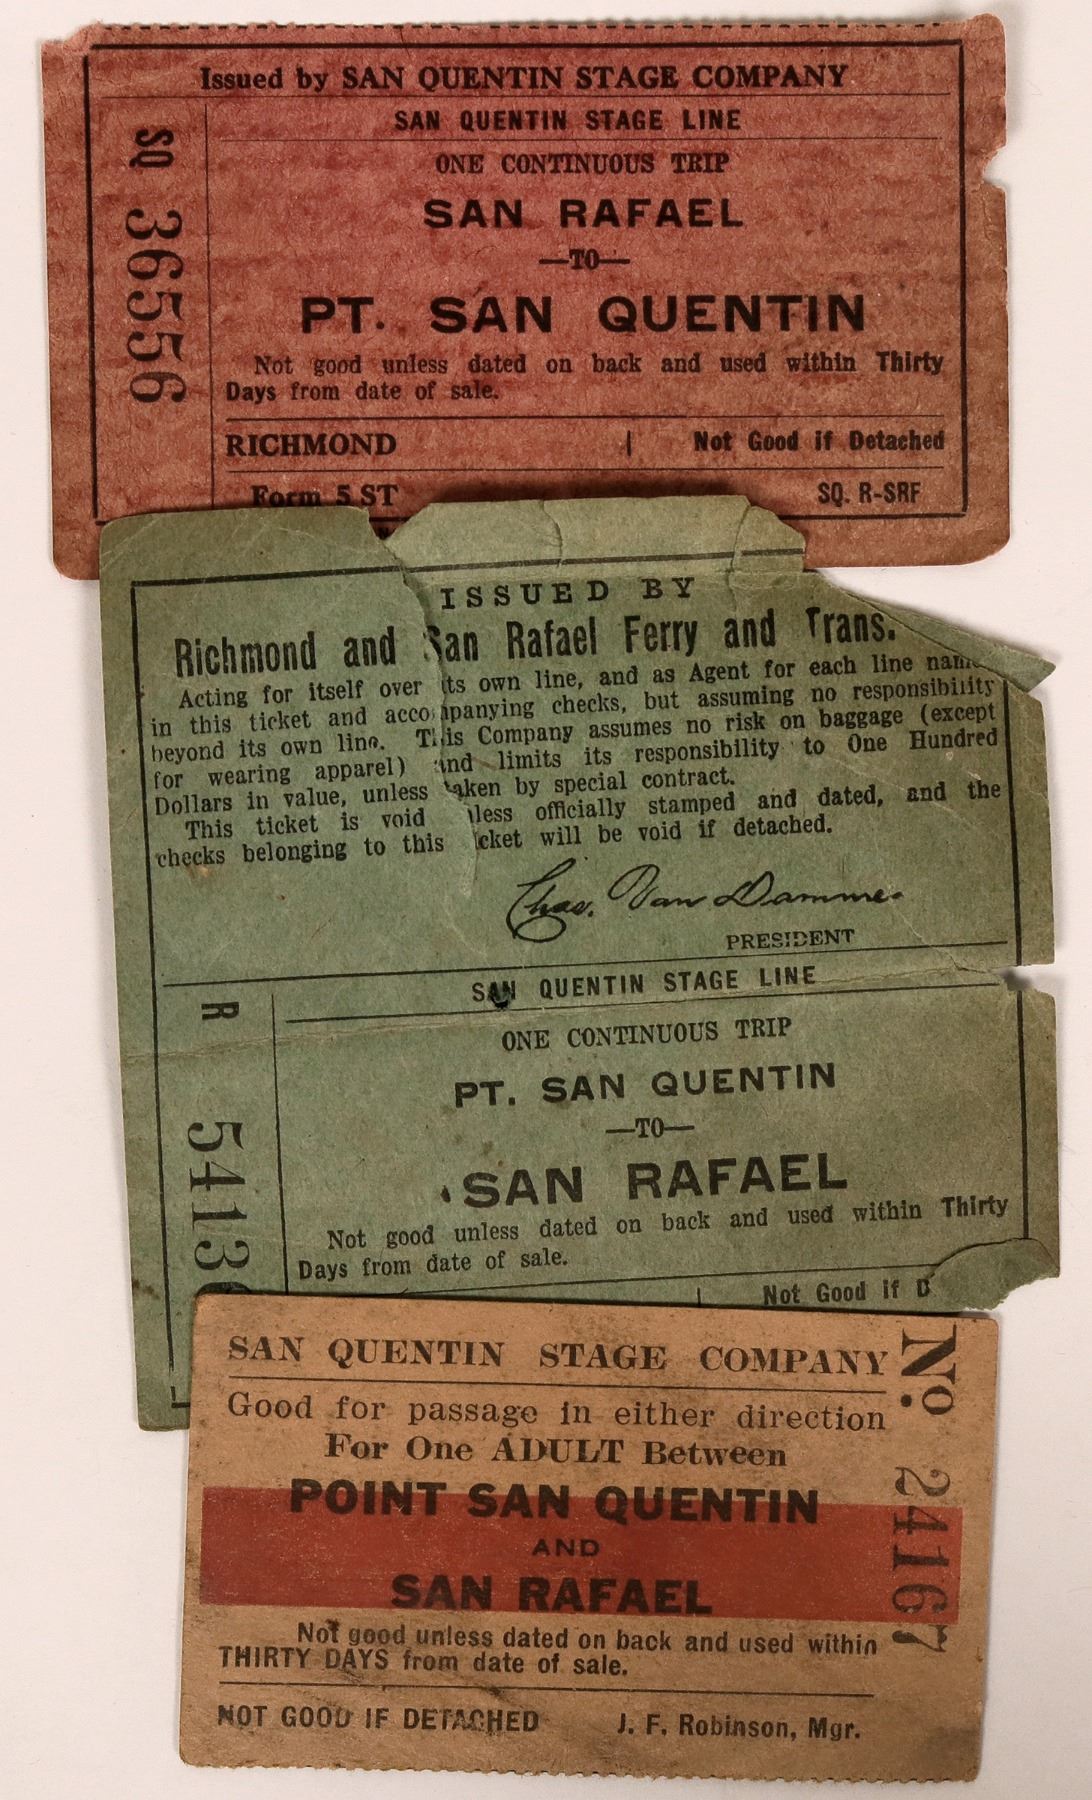 Issued by SAN QUENTIN STAGE COMPANY
SAN QUENTIN STAGE LINE
ONE CONTINUOUS TRIP
SAN RAFAEL
—TO—
PT. SAN QUENTIN
Not good unless dated on back and used within Thirty
Days from date of sale.
RICHMOND | Not Good if Detached
Form 5 ST SQ. R-SRF
SQ 36556
ISSUED BY
Richmond and San Rafael Ferry and Trans.
Acting for itself over its own line, and as Agent for each line
in this ticket and accompanying checks, but assuming no responsibility
beyond its own line. This Company assumes no risk on baggage (except
for wearing apparel) and limits its responsibility to One Hundred
Dollars in value, unless taken by special contract.
This ticket is void unless officially stamped and dated, and the
checks belonging to this ticket will be void if detached.
Chas. Van Damme
PRESIDENT
SAN QUENTIN STAGE LINE
ONE CONTINUOUS TRIP
PT. SAN QUENTIN
—TO—
SAN RAFAEL
Not good unless dated on back and used within Thirty
Days from date of sale.
| Not Good if D
R 5413
SAN QUENTIN STAGE COMPANY
Good for passage in either direction
For One ADULT Between
POINT SAN QUENTIN
AND
SAN RAFAEL
Not good unless dated on back and used within
THIRTY DAYS from date of sale.
NOT GOOD IF DETACHED J. F. Robinson, Mgr.
No. 24167